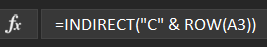 fx =INDIRECT("C" & ROW(A3))